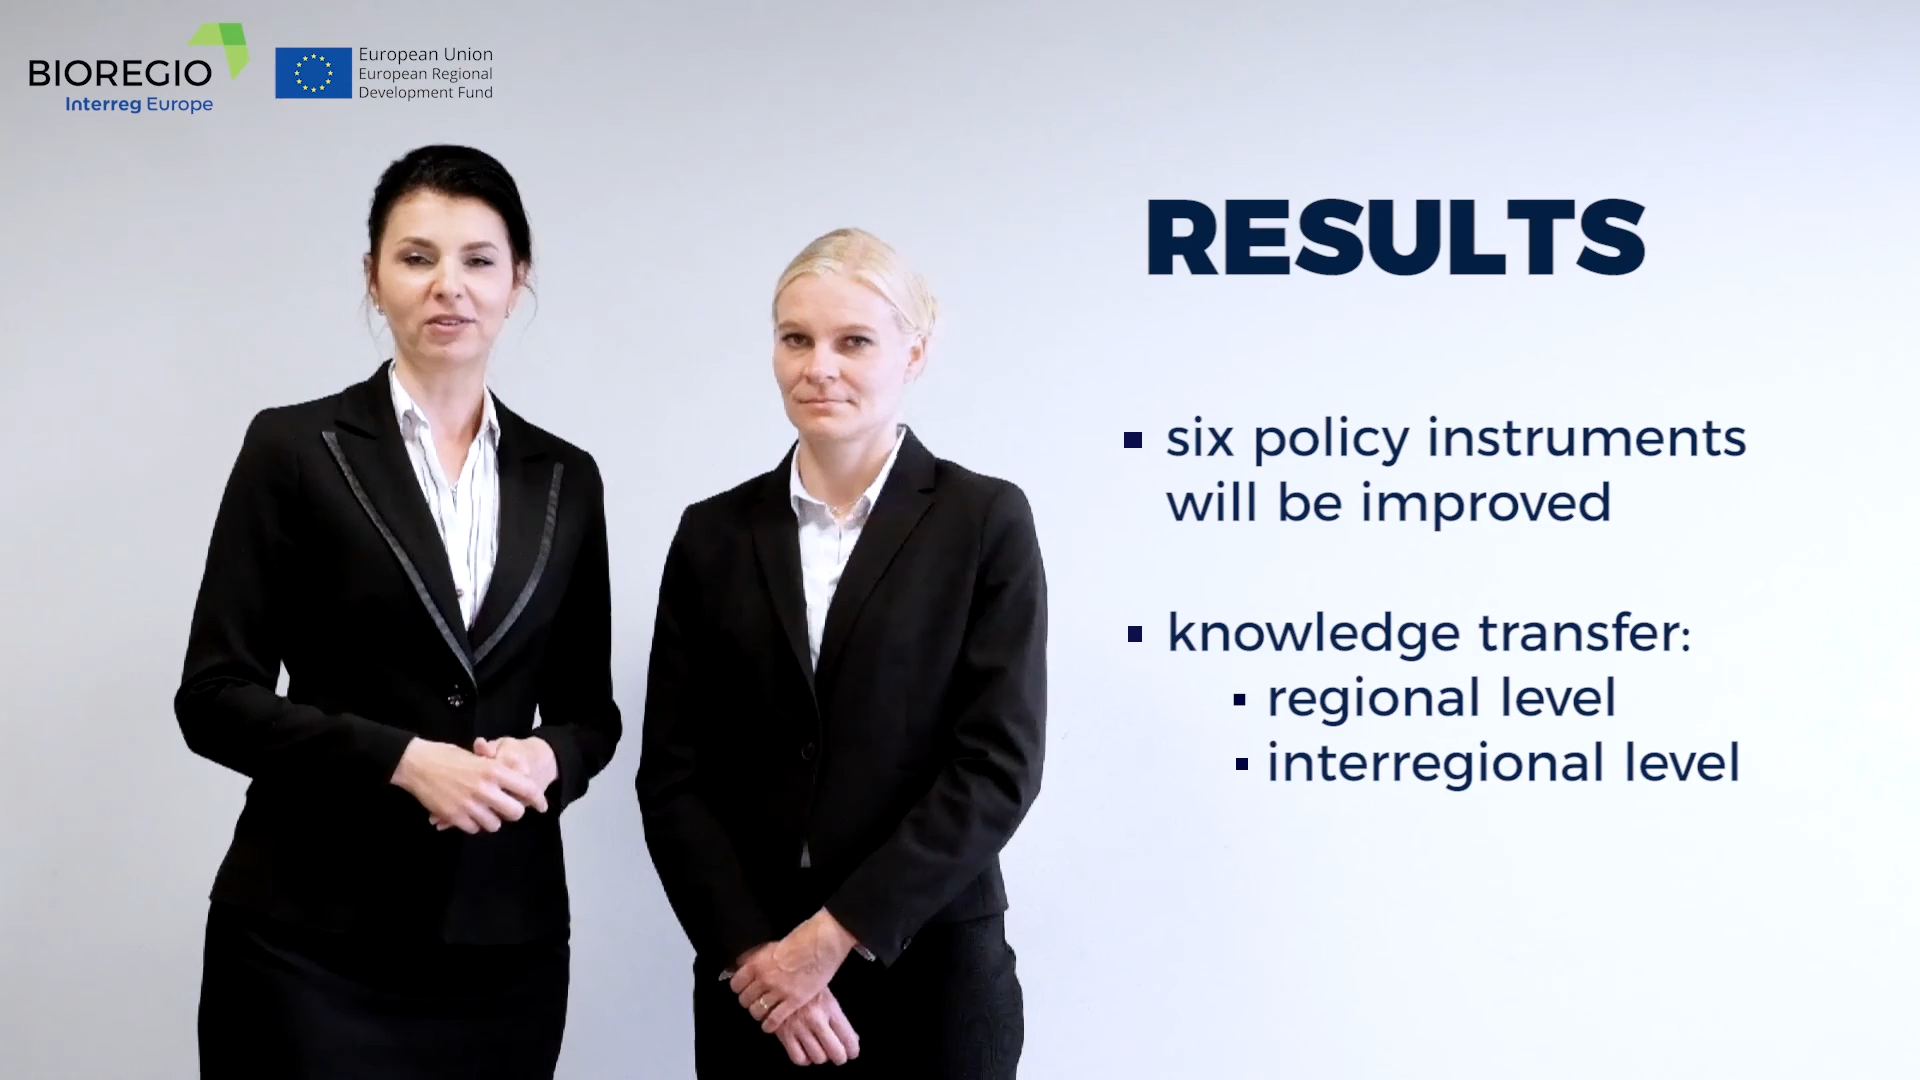 BIOREGIO
Interreg Europe
European Union
European Regional
Development Fund
RESULTS
six policy instruments
will be improved
knowledge transfer:
regional level
interregional level